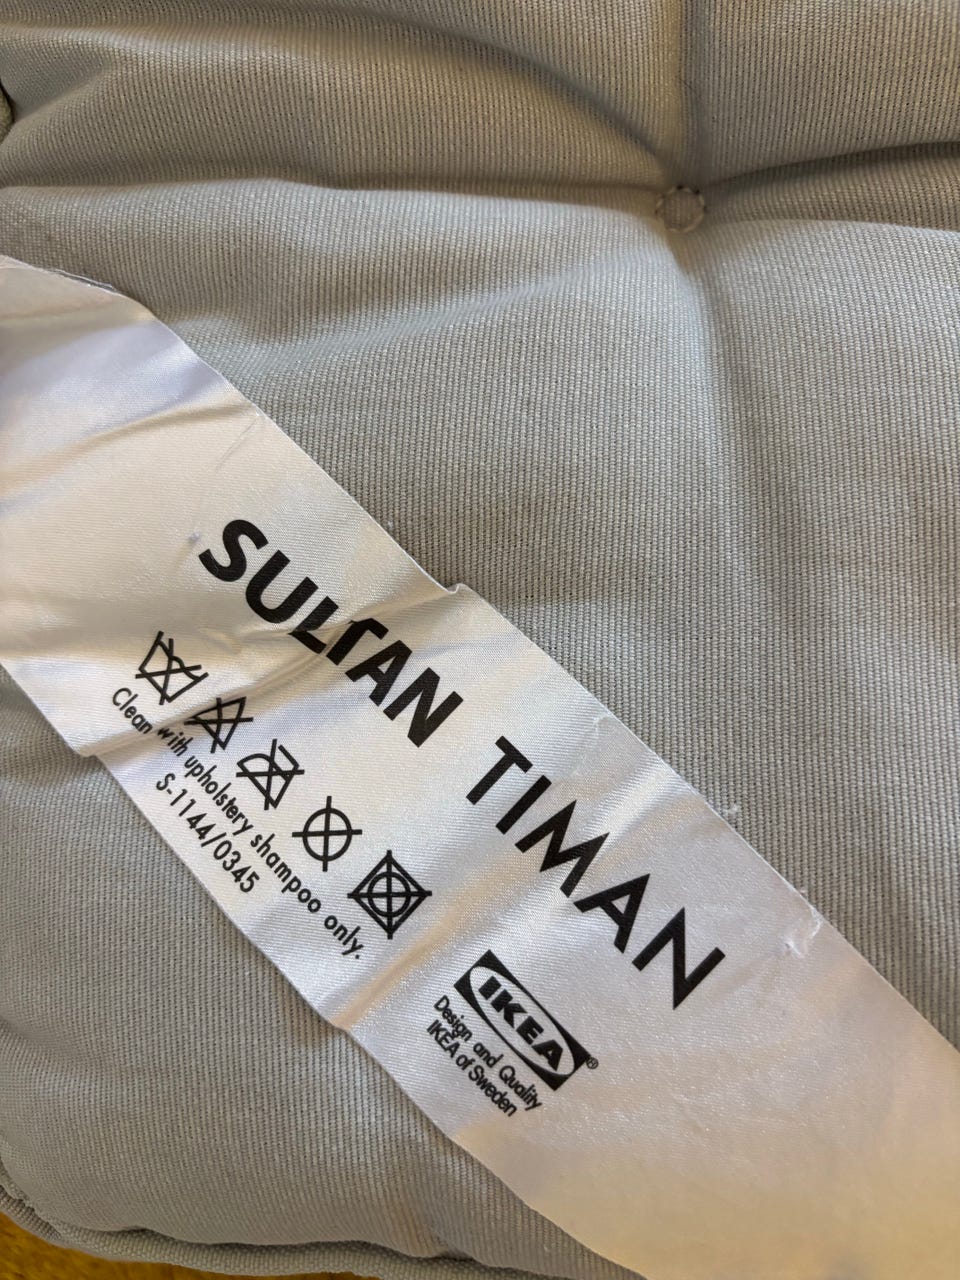 SULTAN TIMAN
Clean with upholstery shampoo only.
S-1144/0345
IKEA®
Design and Quality
IKEA of Sweden